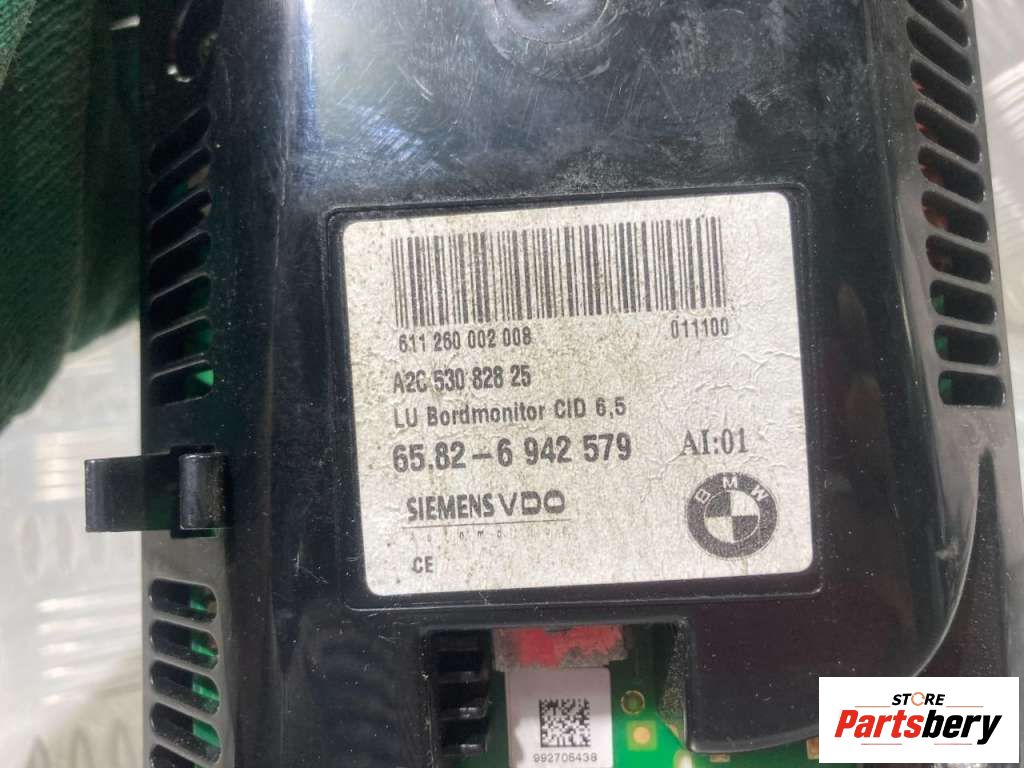 611 260 002 008
011100
A2C 530 828 25
LU Bordmonitor CID 6,5
65.82-6 942 579 AI:01
SIEMENS VDO
Automotive
CE
BMW
992706438
STORE
Partsbery